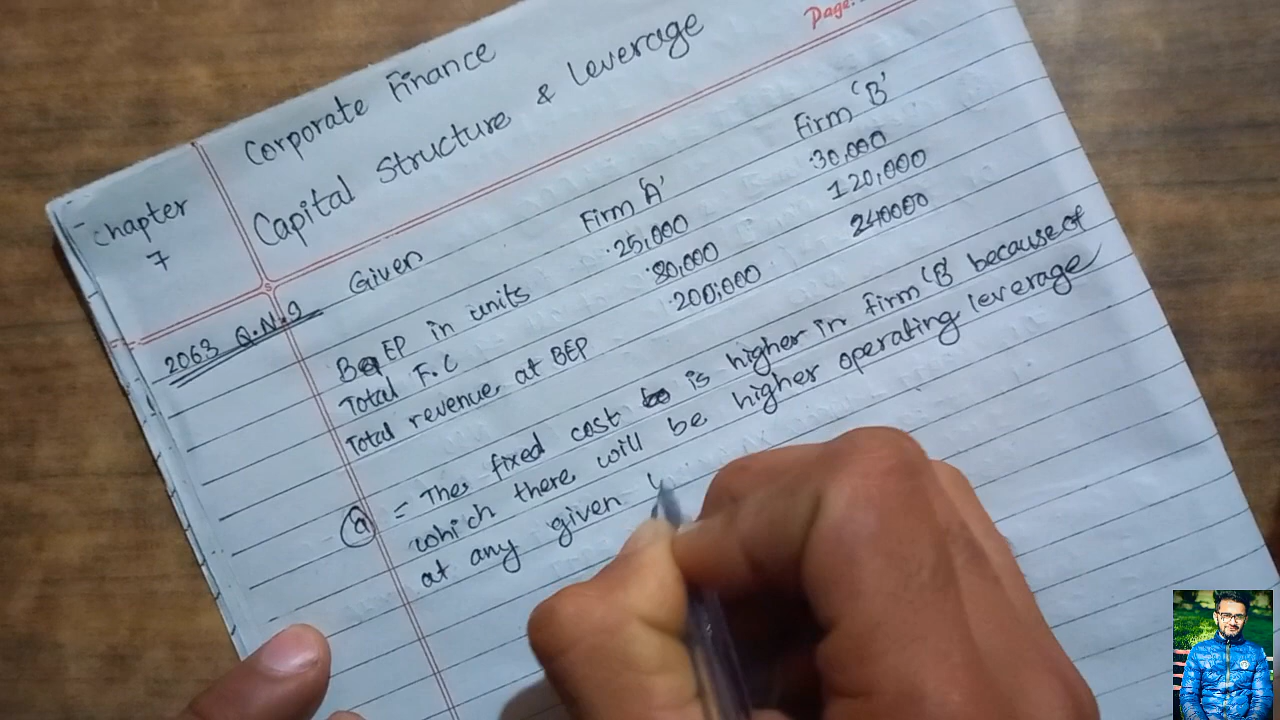 Page:
Corporate Finance
Chapter 7
Capital Structure & leverage
2063 Q.N.9
Given Firm 'A' Firm 'B'
BEP in units 25,000 30,000
Total F.C 80,000 120,000
Total revenue at BEP 200,000 240000
(a) = The fixed cost is higher in firm 'B' because of
which there will be higher operating leverage
at any given